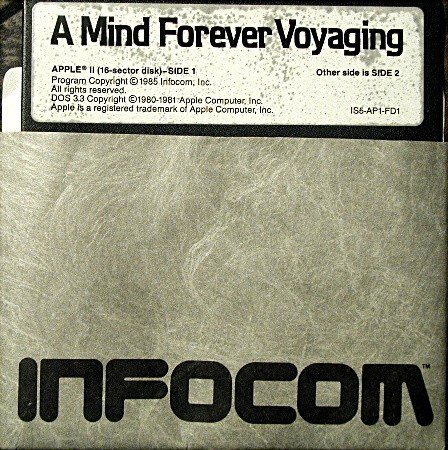 A Mind Forever Voyaging
APPLE® II (16-sector disk)–SIDE 1
Other side is SIDE 2
Program Copyright ©1985 Infocom, Inc.
All rights reserved.
DOS 3.3 Copyright ©1980-1981 Apple Computer, Inc.
Apple is a registered trademark of Apple Computer, Inc.
IS5-AP1-FD1
INFOCOM™